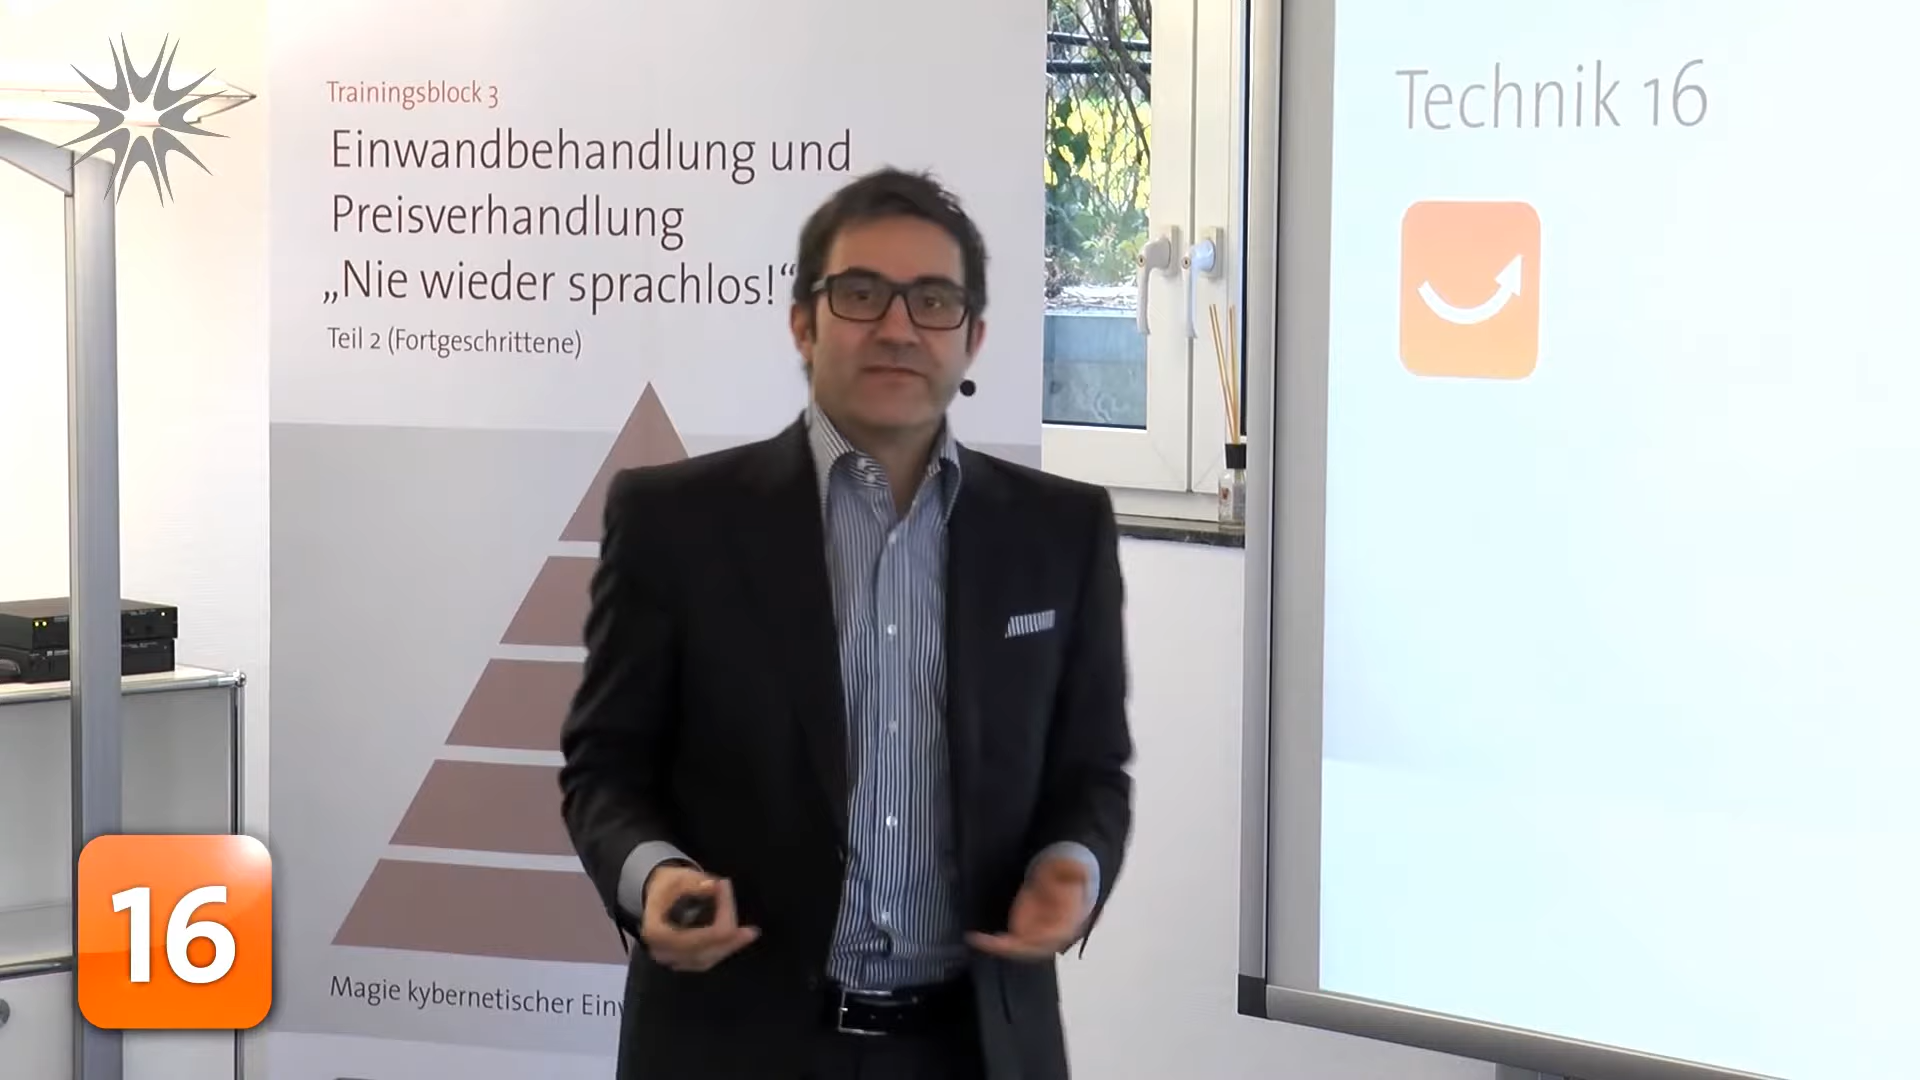 Trainingsblock 3
Einwandbehandlung und
Preisverhandlung
„Nie wieder sprachlos!“
Teil 2 (Fortgeschrittene)
Magie kybernetischer
Technik 16
16